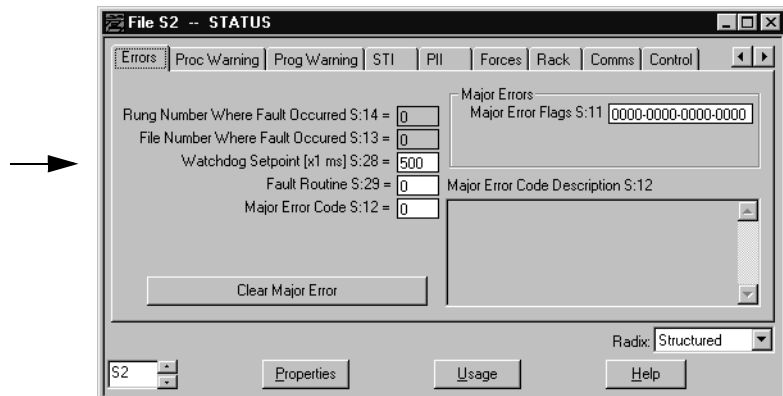 File S2 -- STATUS
Errors Proc Warning Prog Warning STI PII Forces Rack Comms Control
Major Errors
Rung Number Where Fault Occurred S:14 = 0
Major Error Flags S:11 0000-0000-0000-0000
File Number Where Fault Occured S:13 = 0
Watchdog Setpoint [x1 ms] S:28 = 500
Fault Routine S:29 = 0
Major Error Code Description S:12
Major Error Code S:12 = 0
Clear Major Error
Radix: Structured
S2 Properties Usage Help